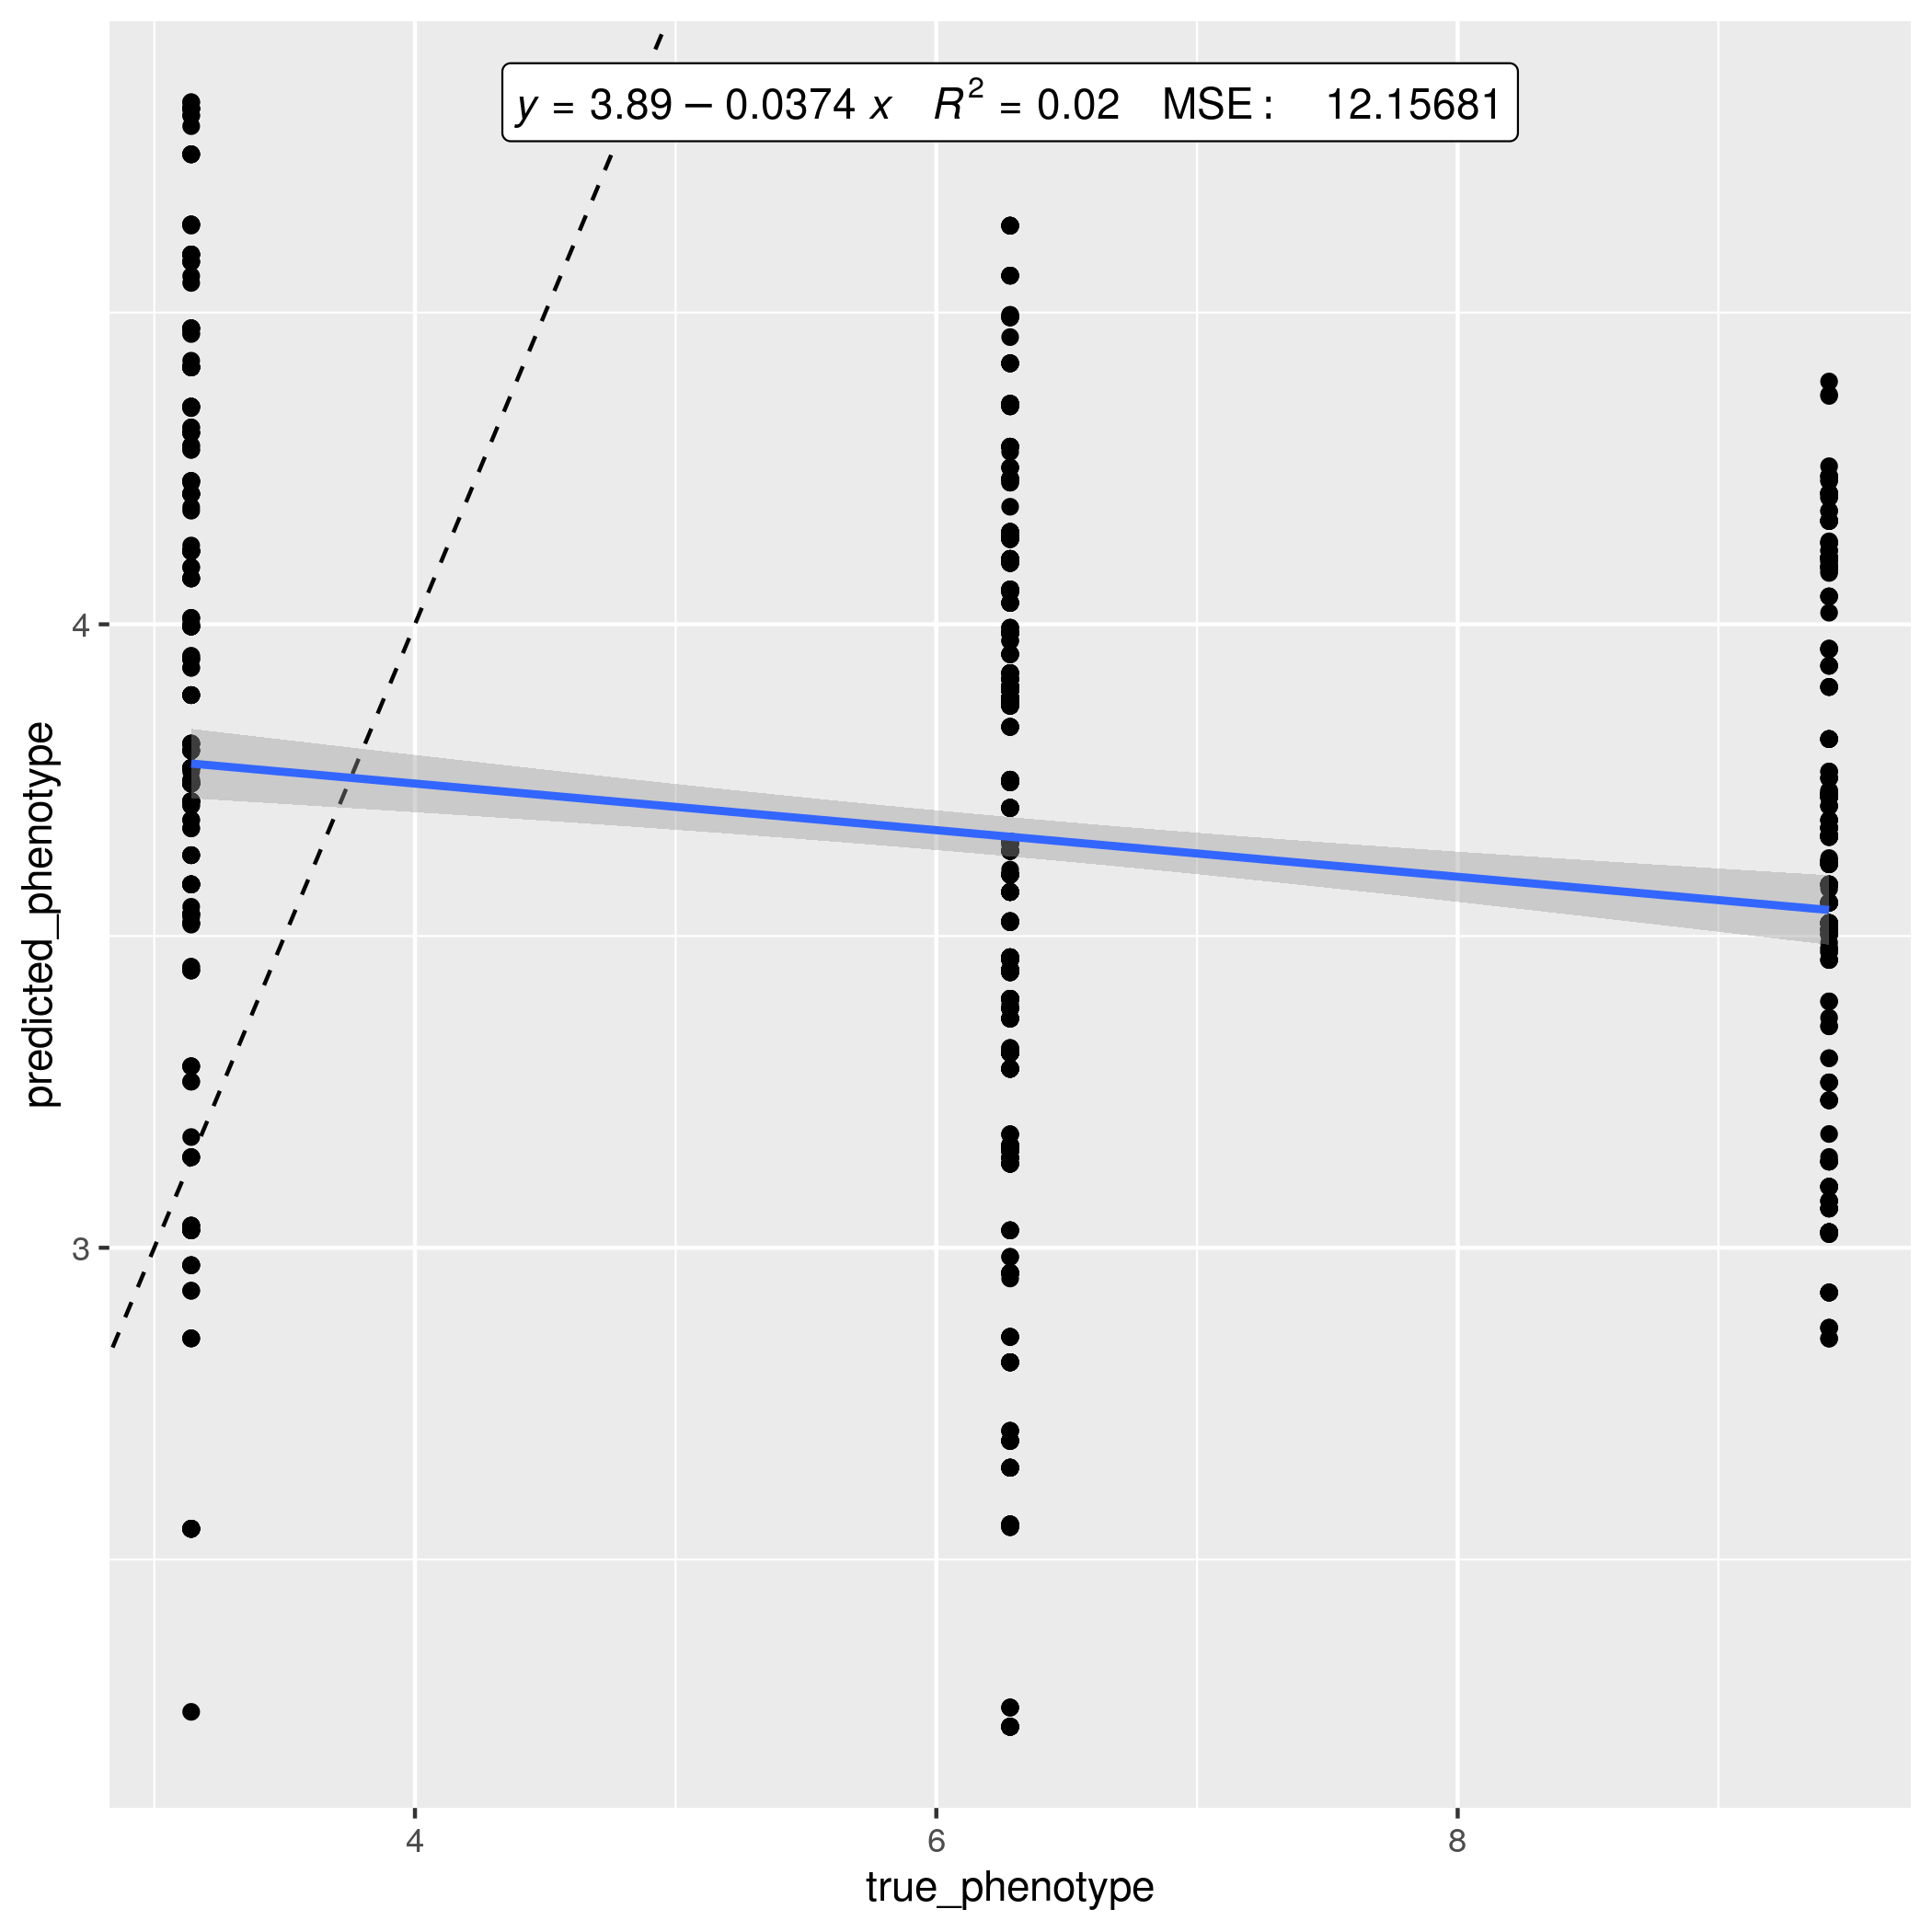 y = 3.89 − 0.0374 x R² = 0.02 MSE : 12.15681
predicted_phenotype
4
3
4 6 8
true_phenotype